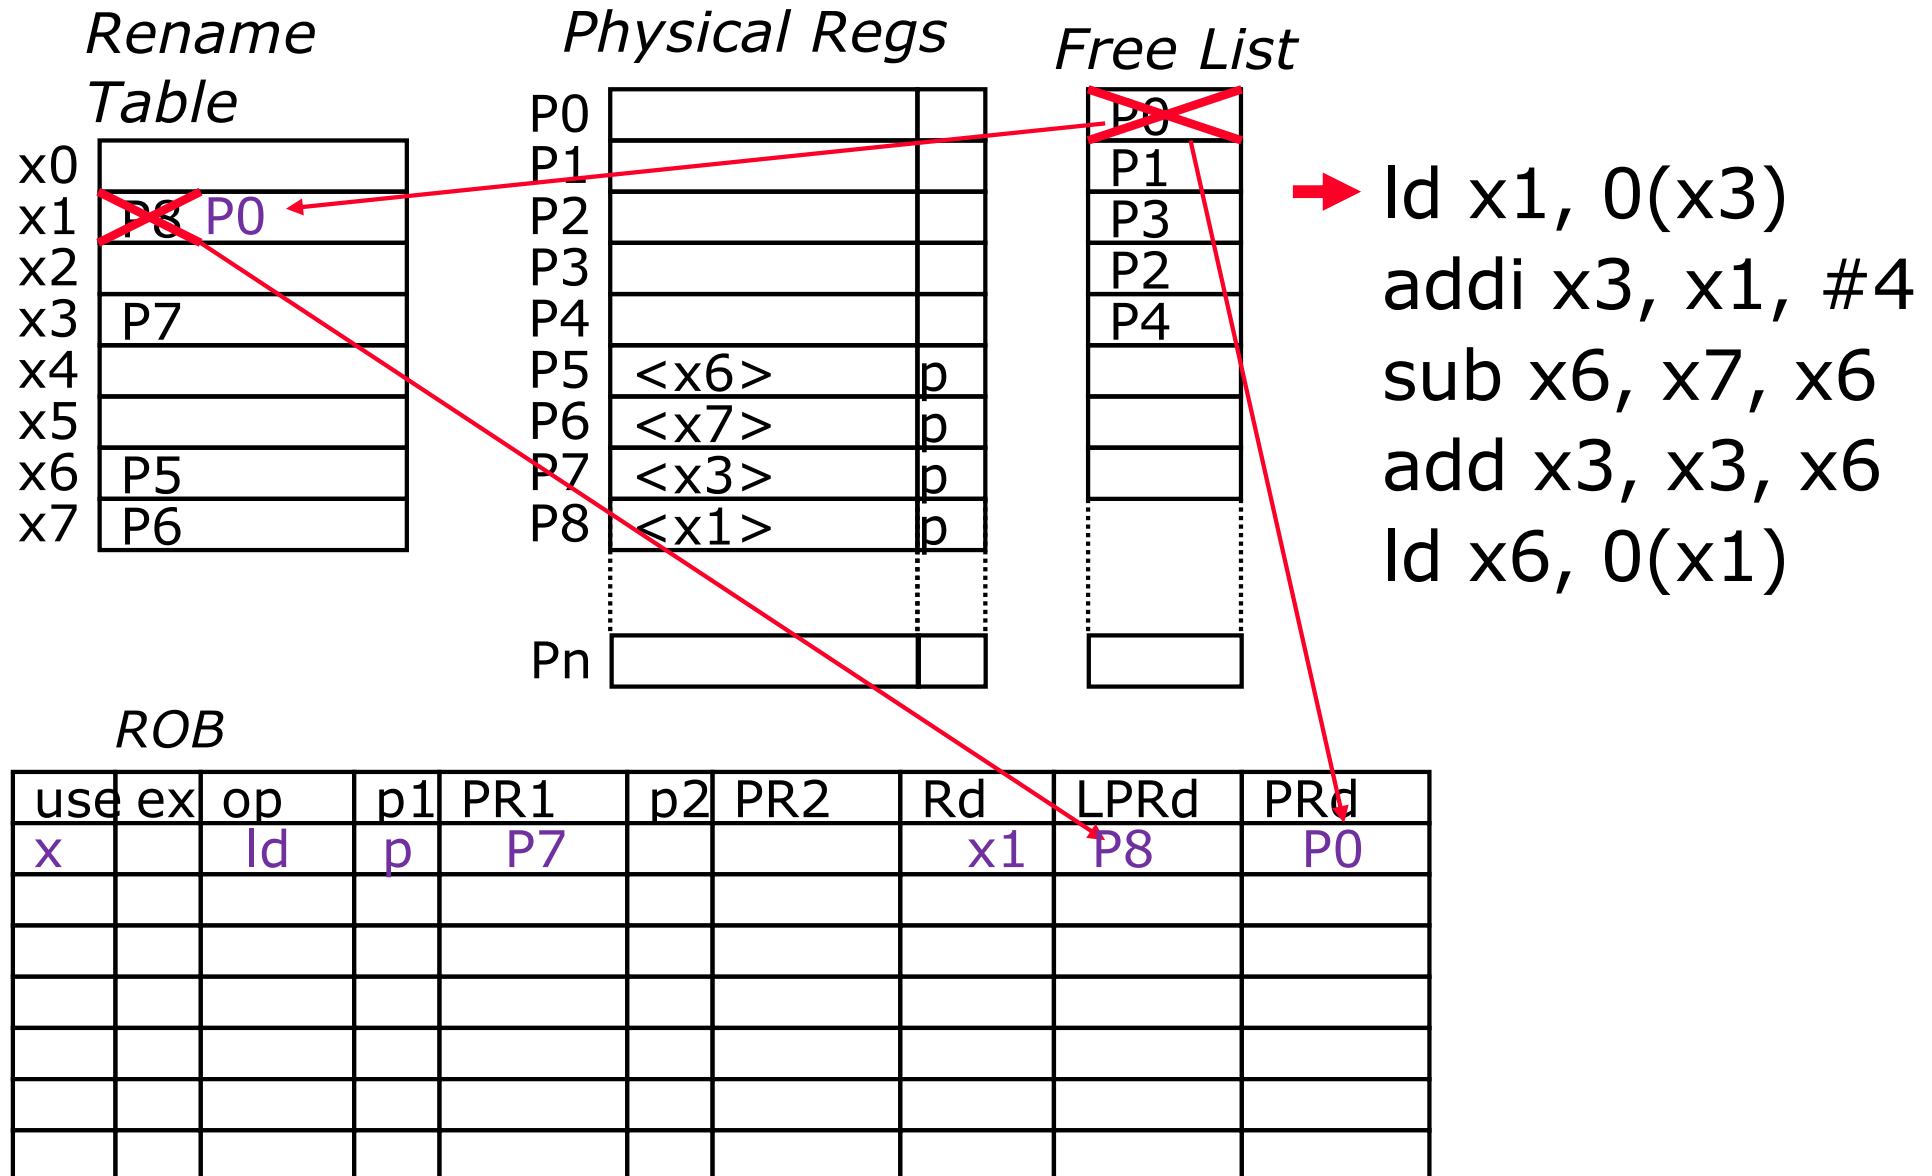 Rename
Table
Physical Regs
Free List
x0
x1 P8 P0
x2
x3 P7
x4
x5
x6 P5
x7 P6
P0
P1
P2
P3
P4
P5 <x6> p
P6 <x7> p
P7 <x3> p
P8 <x1> p
Pn
P0
P1
P3
P2
P4
ld x1, 0(x3)
addi x3, x1, #4
sub x6, x7, x6
add x3, x3, x6
ld x6, 0(x1)
ROB
use ex op p1 PR1 p2 PR2 Rd LPRd PRd
x ld p P7 x1 P8 P0